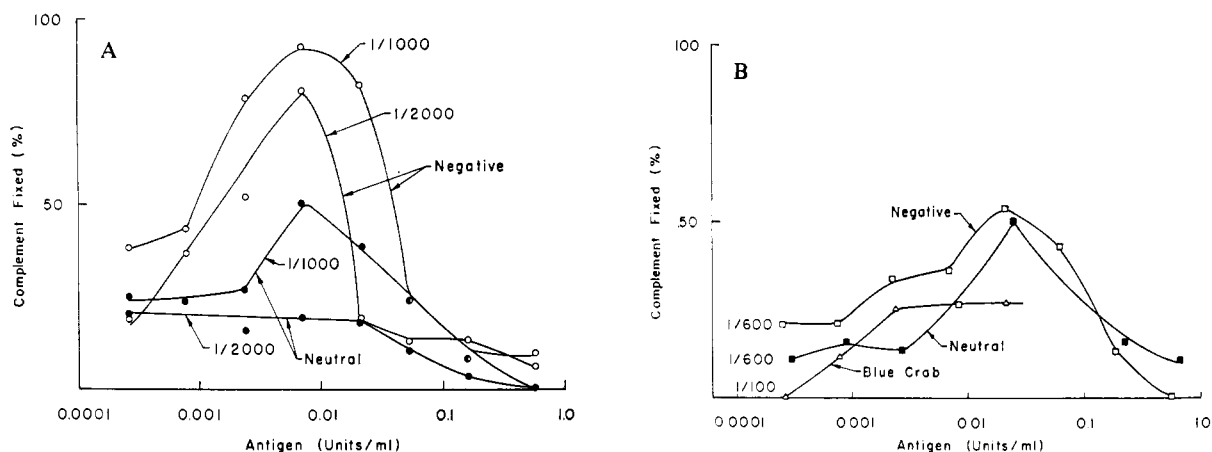 A
100
50
Complement Fixed (%)
1/1000
1/2000
Negative
1/1000
1/2000
Neutral
0.00001 0.001 0.01 0.1 1.0
Antigen (Units/ml)
B
100
50
Complement Fixed (%)
Negative
1/600
1/600
1/100
Neutral
Blue Crab
0.00001 0.001 0.01 0.1 1.0
Antigen (Units/ml)